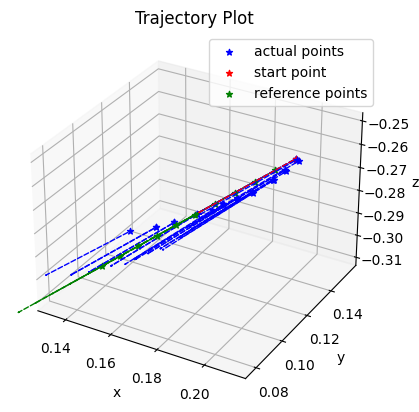 Trajectory Plot
actual points
start point
reference points
−0.25
−0.26
−0.27
−0.28
−0.29
−0.30
−0.31
z
0.14
0.16
0.18
0.20
x
0.08
0.10
0.12
0.14
y